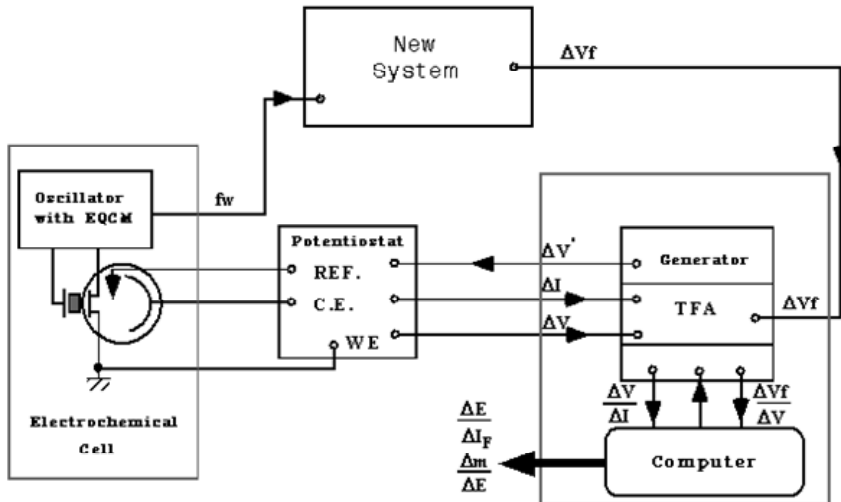 New
System
ΔVf
Oscillator
with EQCM
fw
Potentiostat
REF.
C.E.
WE
ΔV'
ΔI
ΔV
Generator
TFA
ΔVf
ΔV
ΔI
ΔVf
ΔV
Electrochemical
Cell
ΔE
ΔI_F
Δm
ΔE
Computer